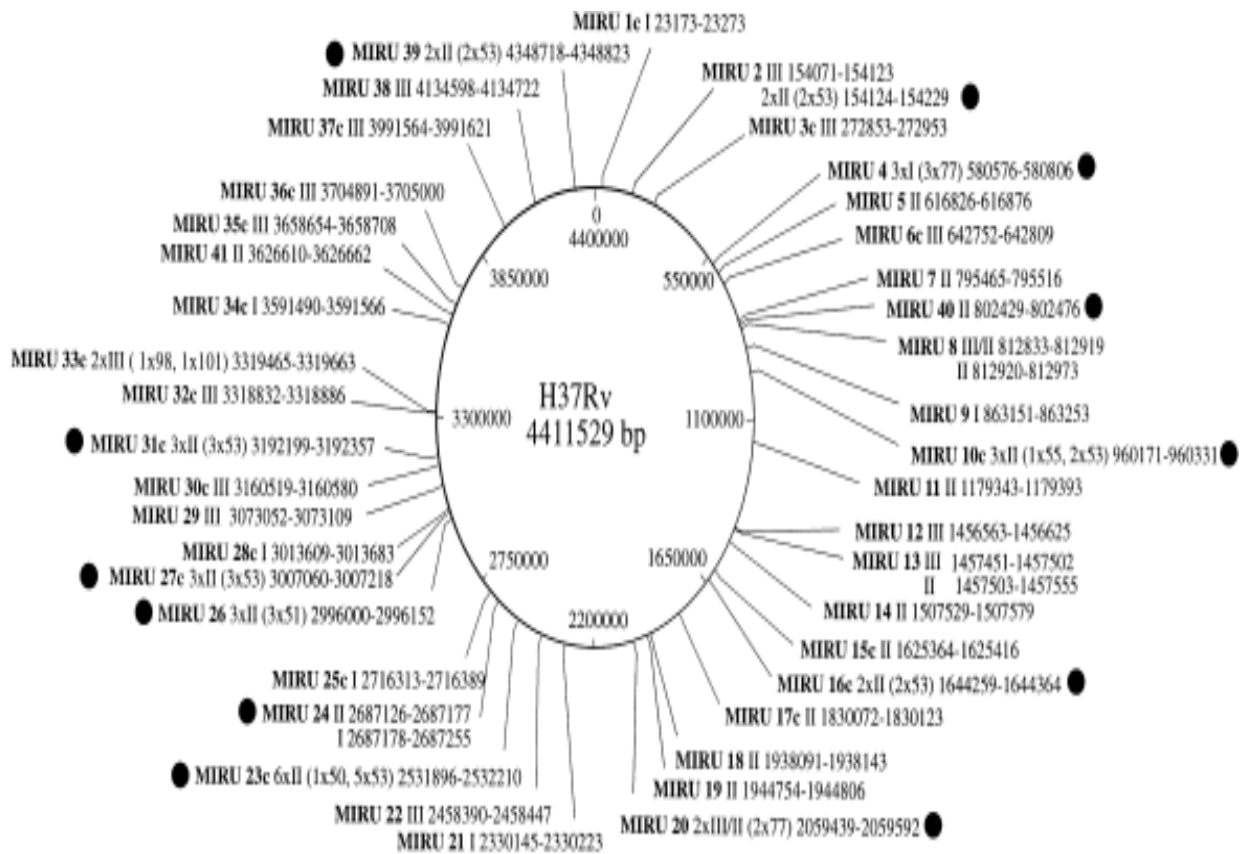 MIRU 1c I 23173-23273
MIRU 2 III 154071-154123
2xII (2x53) 154124-154229
MIRU 3c III 272853-272953
MIRU 4 3xI (3x77) 580576-580806
MIRU 5 II 616826-616876
MIRU 6c III 642752-642809
MIRU 7 II 795465-795516
MIRU 40 II 802429-802476
MIRU 8 III/II 812833-812919
II 812920-812973
MIRU 9 I 863151-863253
MIRU 10c 3xII (1x55, 2x53) 960171-960331
MIRU 11 II 1179343-1179393
MIRU 12 III 1456563-1456625
MIRU 13 III 1457451-1457502
II 1457503-1457555
MIRU 14 II 1507529-1507579
MIRU 15c II 1625364-1625416
MIRU 16c 2xII (2x53) 1644259-1644364
MIRU 17c II 1830072-1830123
MIRU 18 II 1938091-1938143
MIRU 19 II 1944754-1944806
MIRU 20 2xIII/II (2x77) 2059439-2059592
MIRU 21 I 2330145-2330223
MIRU 22 III 2458390-2458447
MIRU 23c 6xII (1x50, 5x53) 2531896-2532210
MIRU 24 II 2687126-2687177
I 2687178-2687255
MIRU 25c I 2716313-2716389
MIRU 26 3xII (3x51) 2996000-2996152
MIRU 27c 3xII (3x53) 3007060-3007218
MIRU 28c I 3013609-3013683
MIRU 29 III 3073052-3073109
MIRU 30c III 3160519-3160580
MIRU 31c 3xII (3x53) 3192199-3192357
MIRU 32c III 3318832-3318886
MIRU 33c 2xIII ( 1x98, 1x101) 3319465-3319663
MIRU 34c I 3591490-3591566
MIRU 41 II 3626610-3626662
MIRU 35c III 3658654-3658708
MIRU 36c III 3704891-3705000
MIRU 37c III 3991564-3991621
MIRU 38 III 4134598-4134722
MIRU 39 2xII (2x53) 4348718-4348823
0
4400000
550000
1100000
1650000
2200000
2750000
3300000
3850000
H37Rv
4411529 bp